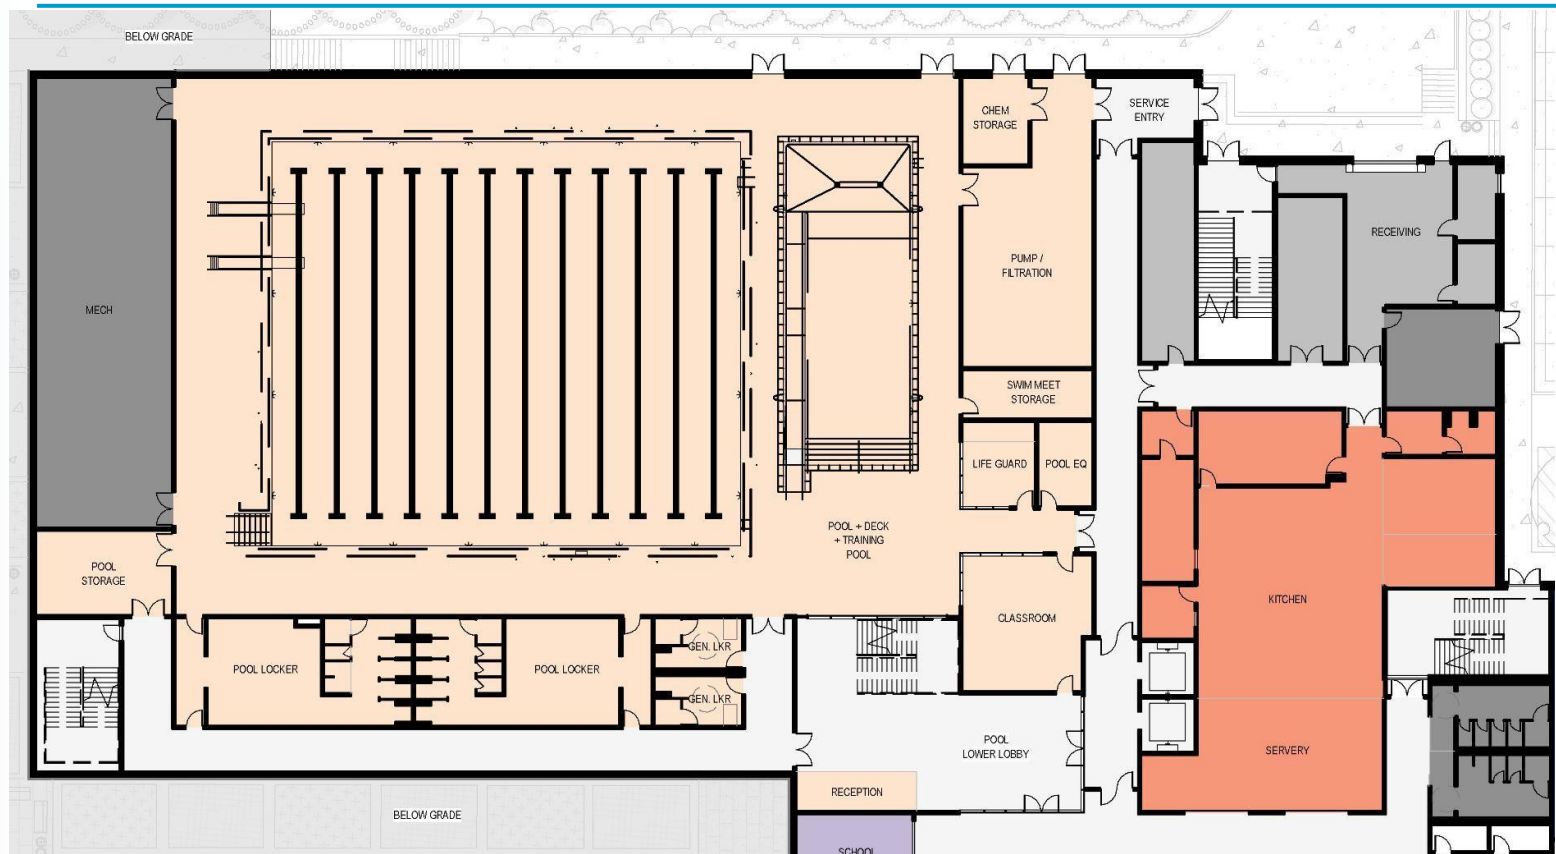 BELOW GRADE
CHEM
STORAGE
SERVICE
ENTRY
RECEIVING
PUMP /
FILTRATION
MECH
SWIM MEET
STORAGE
LIFE GUARD
POOL EQ
POOL + DECK
+ TRAINING
POOL
POOL
STORAGE
KITCHEN
CLASSROOM
GEN. LKR
POOL LOCKER
POOL LOCKER
GEN. LKR
POOL
LOWER LOBBY
SERVERY
RECEPTION
BELOW GRADE
SCHOOL